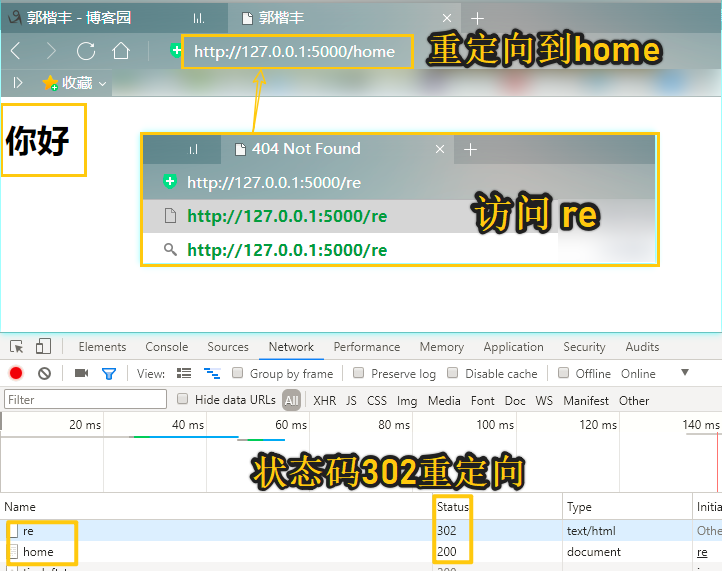 郭楷丰 - 博客园
郭楷丰
http://127.0.0.1:5000/home
重定向到home
收藏
你好
404 Not Found
http://127.0.0.1:5000/re
http://127.0.0.1:5000/re
http://127.0.0.1:5000/re
访问 re
Elements Console Sources Network Performance Memory Application Security Audits
View: Group by frame Preserve log Disable cache Offline Online
Filter Hide data URLs All XHR JS CSS Img Media Font Doc WS Manifest Other
20 ms 40 ms 60 ms 80 ms 100 ms 120 ms 140 ms
状态码302重定向
Name Status Type Initia
re 302 text/html Othe
home 200 document re